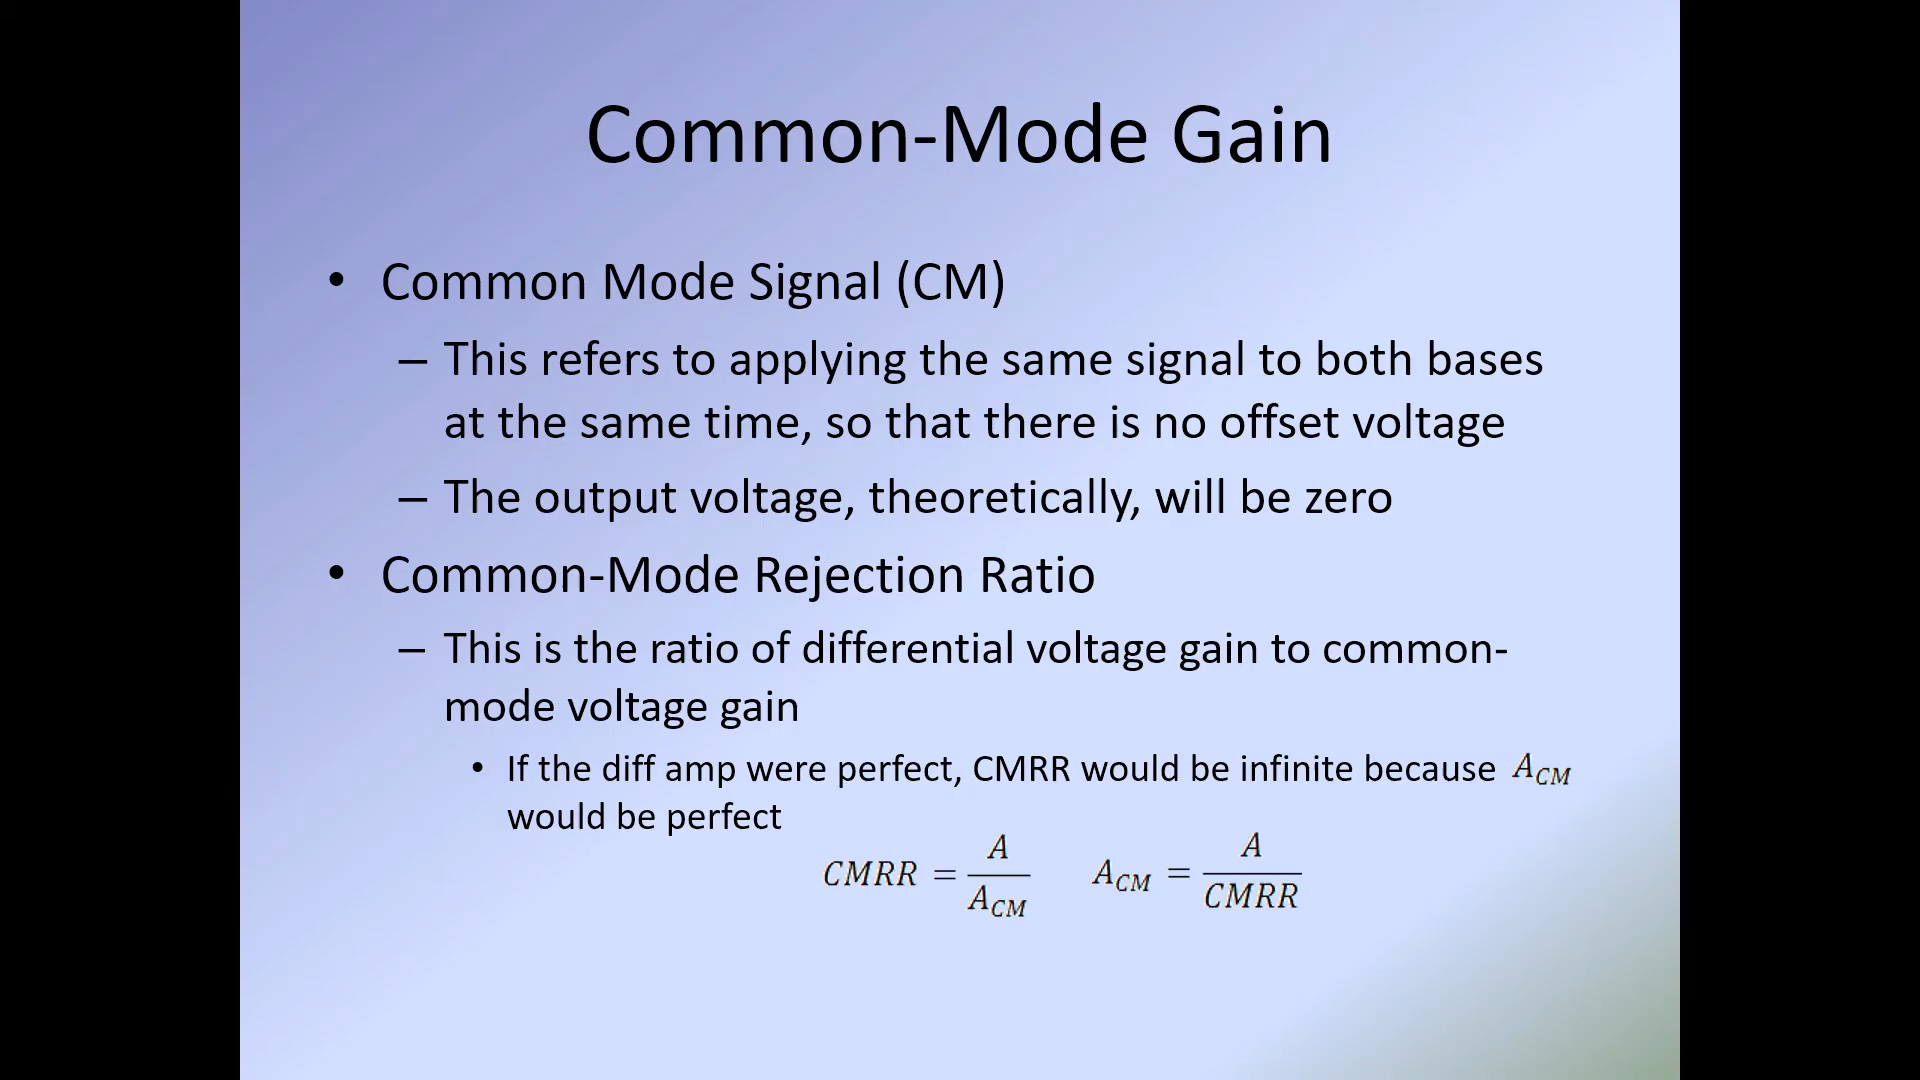 Common-Mode Gain
• Common Mode Signal (CM)
– This refers to applying the same signal to both bases
at the same time, so that there is no offset voltage
– The output voltage, theoretically, will be zero
• Common-Mode Rejection Ratio
– This is the ratio of differential voltage gain to common-
mode voltage gain
• If the diff amp were perfect, CMRR would be infinite because A_CM
would be perfect
CMRR = A / A_CM    A_CM = A / CMRR